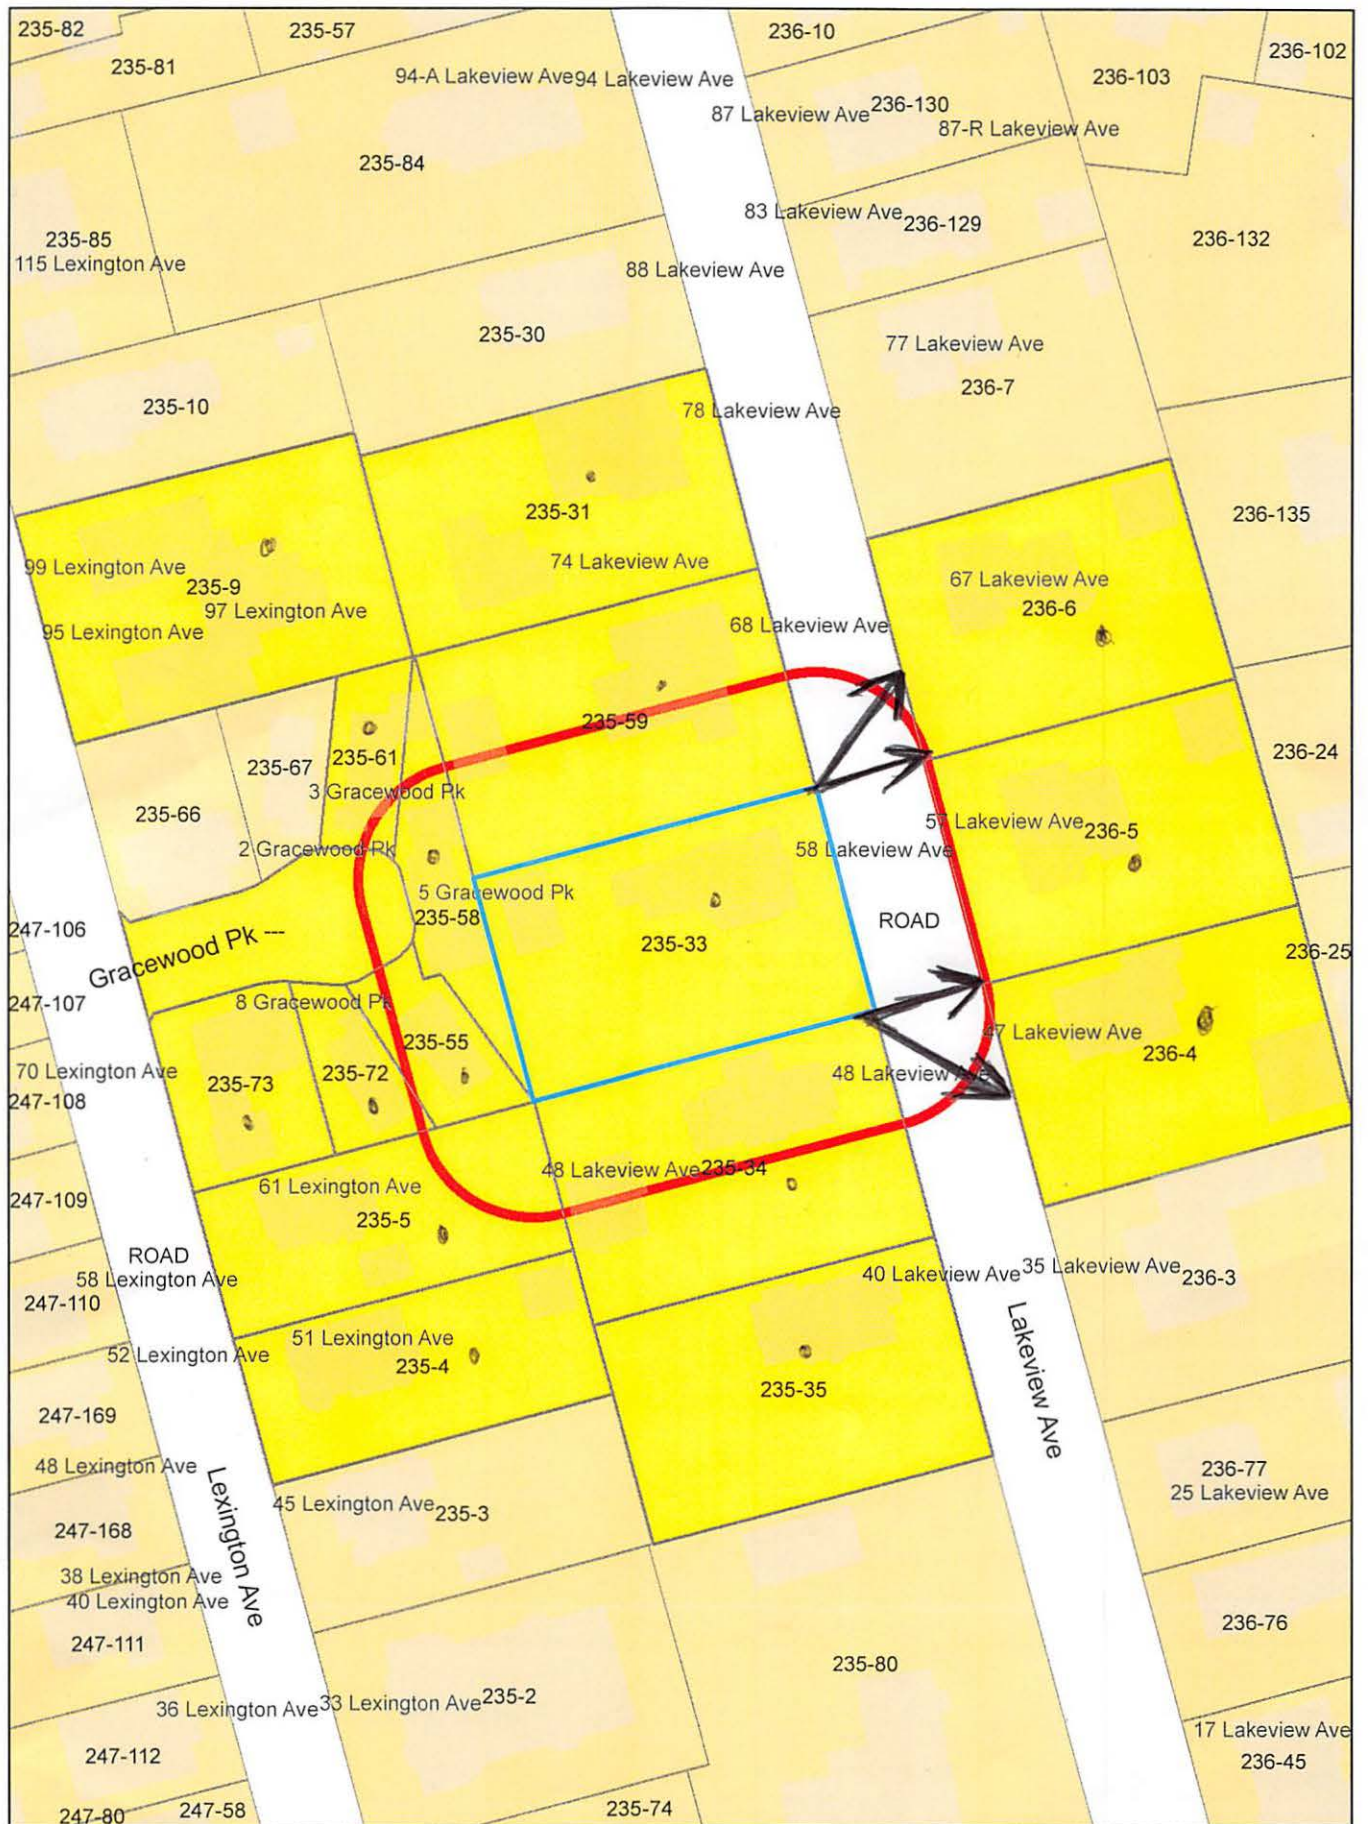 235-82
235-57
236-10
236-102
235-81
94-A Lakeview Ave
94 Lakeview Ave
236-103
87 Lakeview Ave
236-130
87-R Lakeview Ave
235-84
83 Lakeview Ave
236-129
236-132
235-85
115 Lexington Ave
88 Lakeview Ave
235-30
77 Lakeview Ave
236-7
235-10
78 Lakeview Ave
235-31
236-135
74 Lakeview Ave
99 Lexington Ave
235-9
97 Lexington Ave
95 Lexington Ave
67 Lakeview Ave
236-6
68 Lakeview Ave
235-59
235-61
235-67
236-24
3 Gracewood Pk
235-66
57 Lakeview Ave
236-5
2 Gracewood Pk
58 Lakeview Ave
5 Gracewood Pk
235-58
ROAD
247-106
Gracewood Pk ---
235-33
236-25
247-107
8 Gracewood Pk
235-55
47 Lakeview Ave
236-4
70 Lexington Ave
235-73
235-72
48 Lakeview Ave
247-108
48 Lakeview Ave
235-34
61 Lexington Ave
247-109
235-5
ROAD
58 Lexington Ave
40 Lakeview Ave
35 Lakeview Ave
236-3
247-110
51 Lexington Ave
52 Lexington Ave
235-4
235-35
Lakeview Ave
247-169
48 Lexington Ave
236-77
25 Lakeview Ave
Lexington Ave
45 Lexington Ave
235-3
247-168
38 Lexington Ave
40 Lexington Ave
236-76
247-111
235-80
36 Lexington Ave
33 Lexington Ave
235-2
17 Lakeview Ave
247-112
236-45
247-80
247-58
235-74